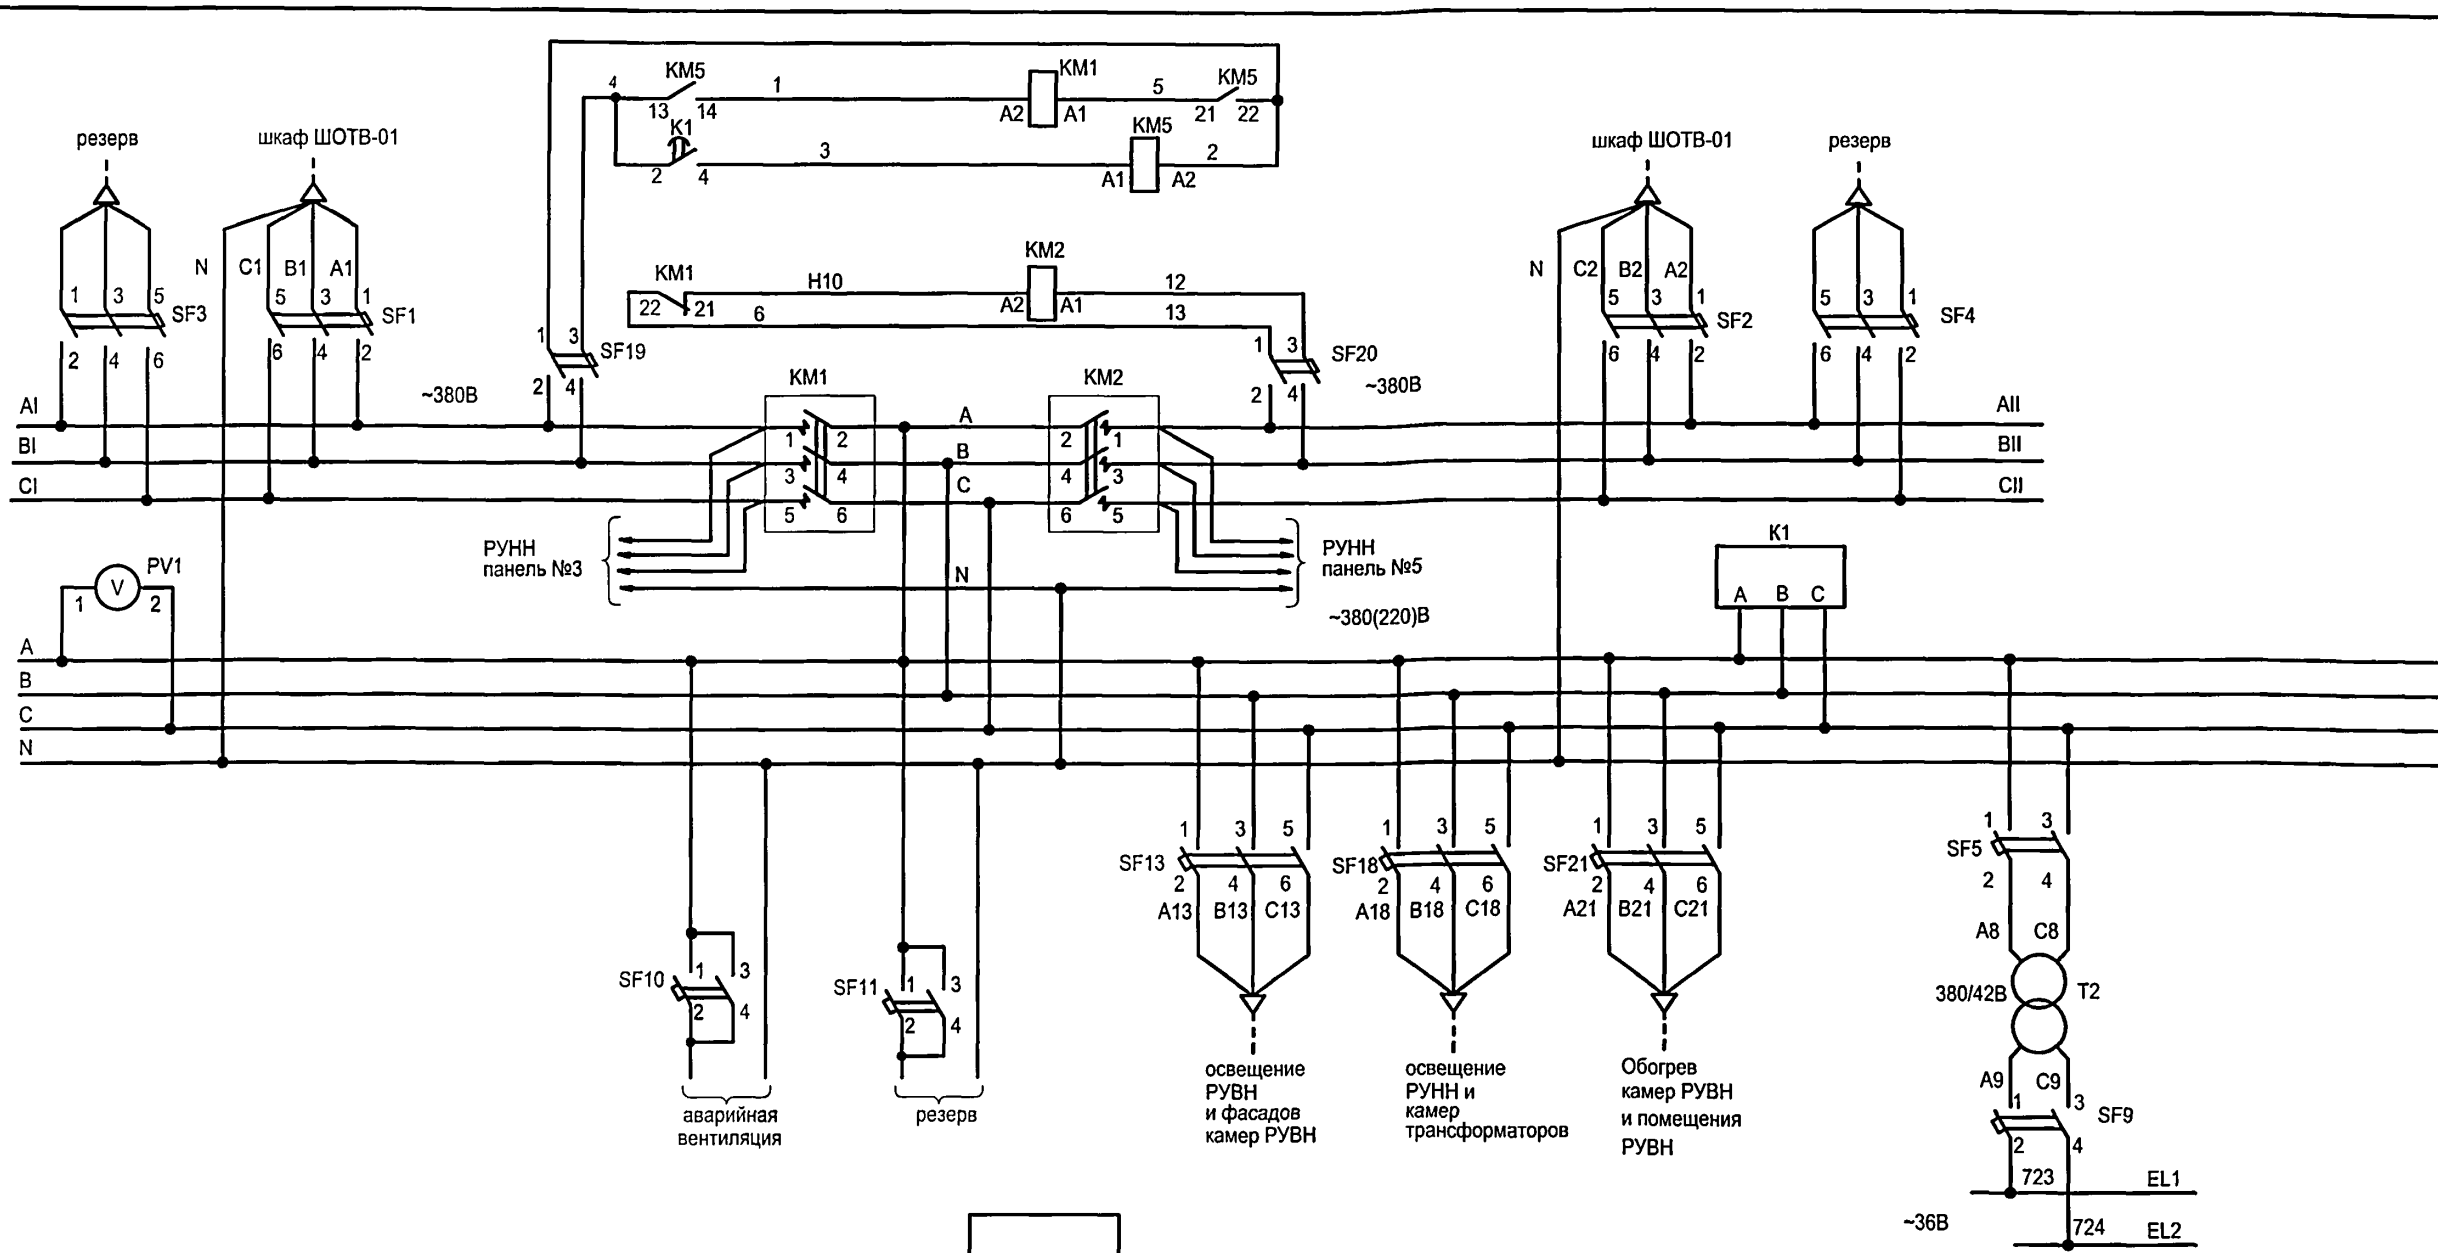 4
KM5
1
KM1
5
KM5
13
14
A2
A1
21
22
K1
KM5
2
4
3
A1
A2
2
резерв
шкаф ШОТВ-01
шкаф ШОТВ-01
резерв
KM1
H10
KM2
12
22
21
6
A2
A1
13
N
C1
B1
A1
N
C2
B2
A2
1
3
5
SF3
5
3
1
SF1
5
3
1
SF2
5
3
1
SF4
2
4
6
6
4
2
6
4
2
6
4
2
1
3
SF19
2
4
1
3
SF20
2
4
~380В
~380В
KM1
KM2
AI
BI
CI
A
B
C
AII
BII
CII
1
2
3
4
5
6
2
1
4
3
6
5
РУНН
панель №3
N
РУНН
панель №5
~380(220)В
PV1
V
1
2
K1
A
B
C
A
B
C
N
1
3
5
SF13
2
4
6
A13
B13
C13
1
3
5
SF18
2
4
6
A18
B18
C18
1
3
5
SF21
2
4
6
A21
B21
C21
1
3
SF5
2
4
A8
C8
SF10
1
3
2
4
SF11
1
3
2
4
380/42В
T2
аварийная
вентиляция
резерв
освещение
РУВН
и фасадов
камер РУВН
освещение
РУНН и
камер
трансформаторов
Обогрев
камер РУВН
и помещения
РУВН
A9
C9
1
3
SF9
2
4
723
EL1
~36В
724
EL2